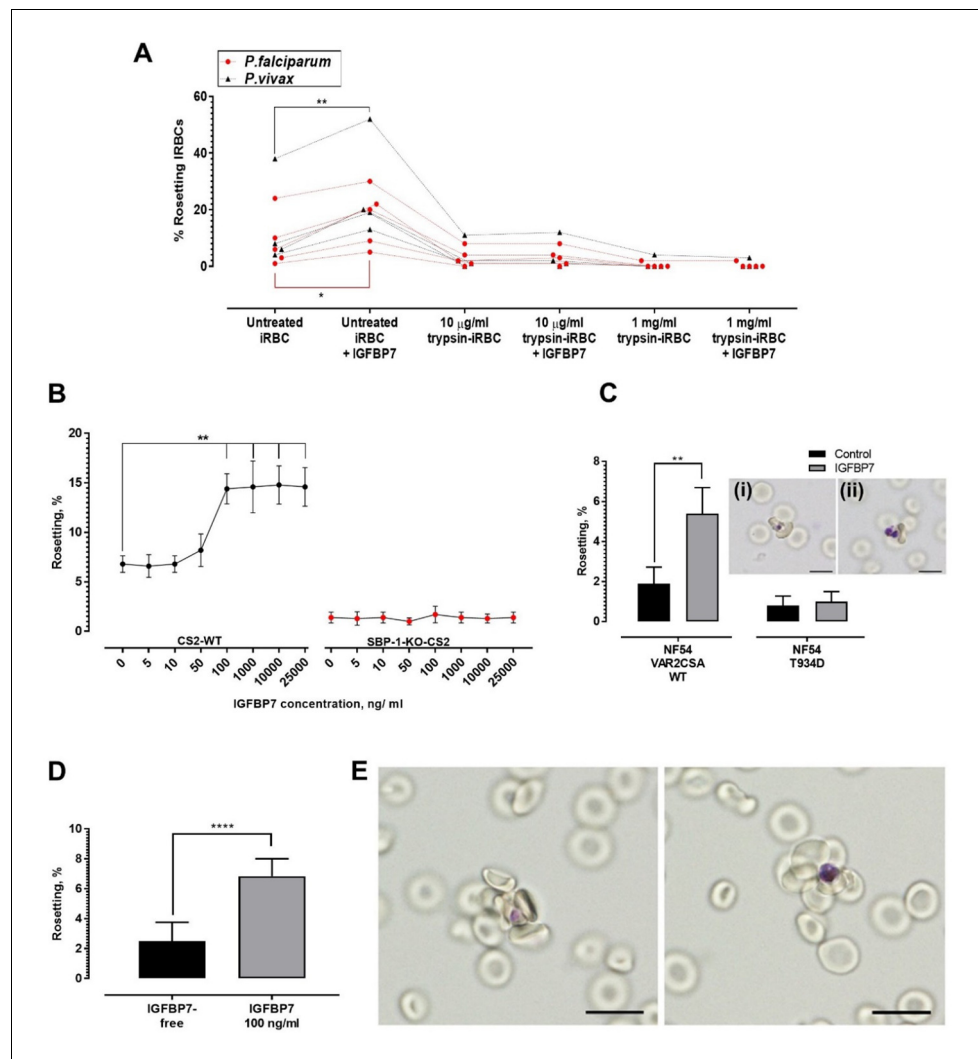 A
P.falciparum
P.vivax
**
60
40
20
0
% Rosetting IRBCs
*
Untreated
iRBC
Untreated
iRBC
+ IGFBP7
10 µg/ml
trypsin-iRBC
10 µg/ml
trypsin-iRBC
+ IGFBP7
1 mg/ml
trypsin-iRBC
1 mg/ml
trypsin-iRBC
+ IGFBP7
B
20
15
10
5
0
Rosetting, %
**
CS2-WT
SBP-1-KO-CS2
0 5 10 50 100 1000 10000 25000
0 5 10 50 100 1000 10000 25000
IGFBP7 concentration, ng/ ml
C
Control
IGFBP7
8
6
4
2
0
Rosetting, %
**
(i)
(ii)
NF54
VAR2CSA
WT
NF54
T934D
D
10
8
6
4
2
0
Rosetting, %
****
IGFBP7-
free
IGFBP7
100 ng/ml
E